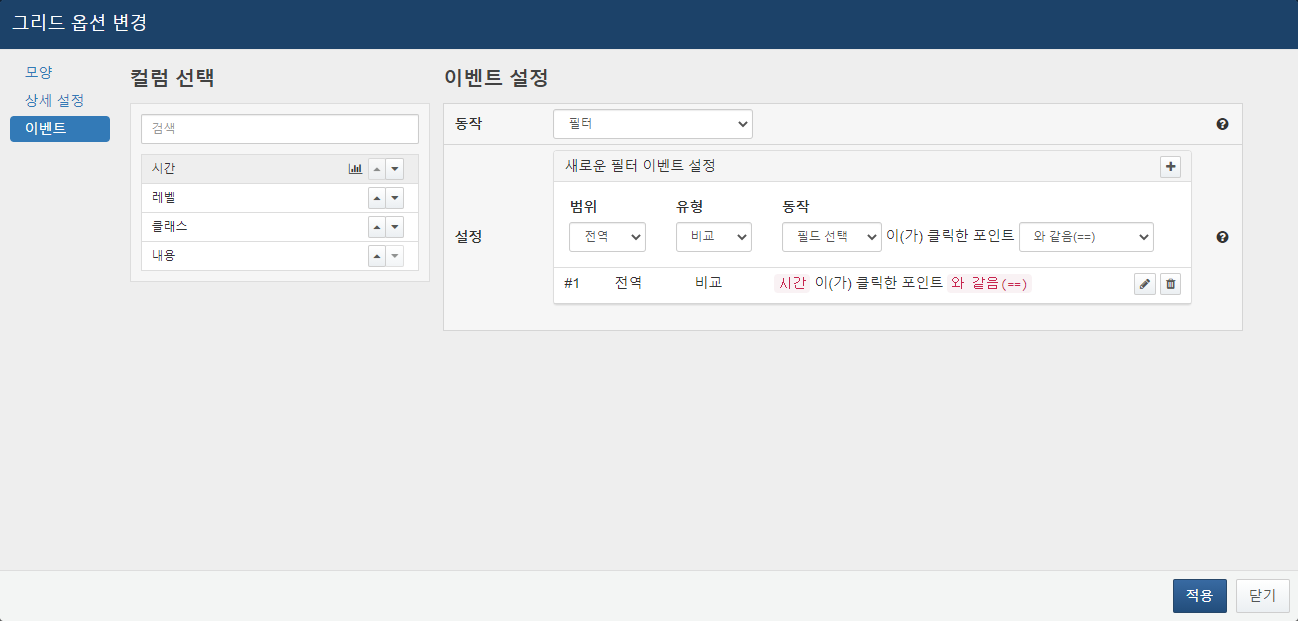 그리드 옵션 변경
모양
상세 설정
이벤트
컬럼 선택
검색
시간
레벨
클래스
내용
이벤트 설정
동작 필터
설정
새로운 필터 이벤트 설정
범위 유형 동작
전역 비교 필드 선택 이(가) 클릭한 포인트 와 같음(==)
#1 전역 비교 시간 이(가) 클릭한 포인트 와 같음(==)
적용 닫기